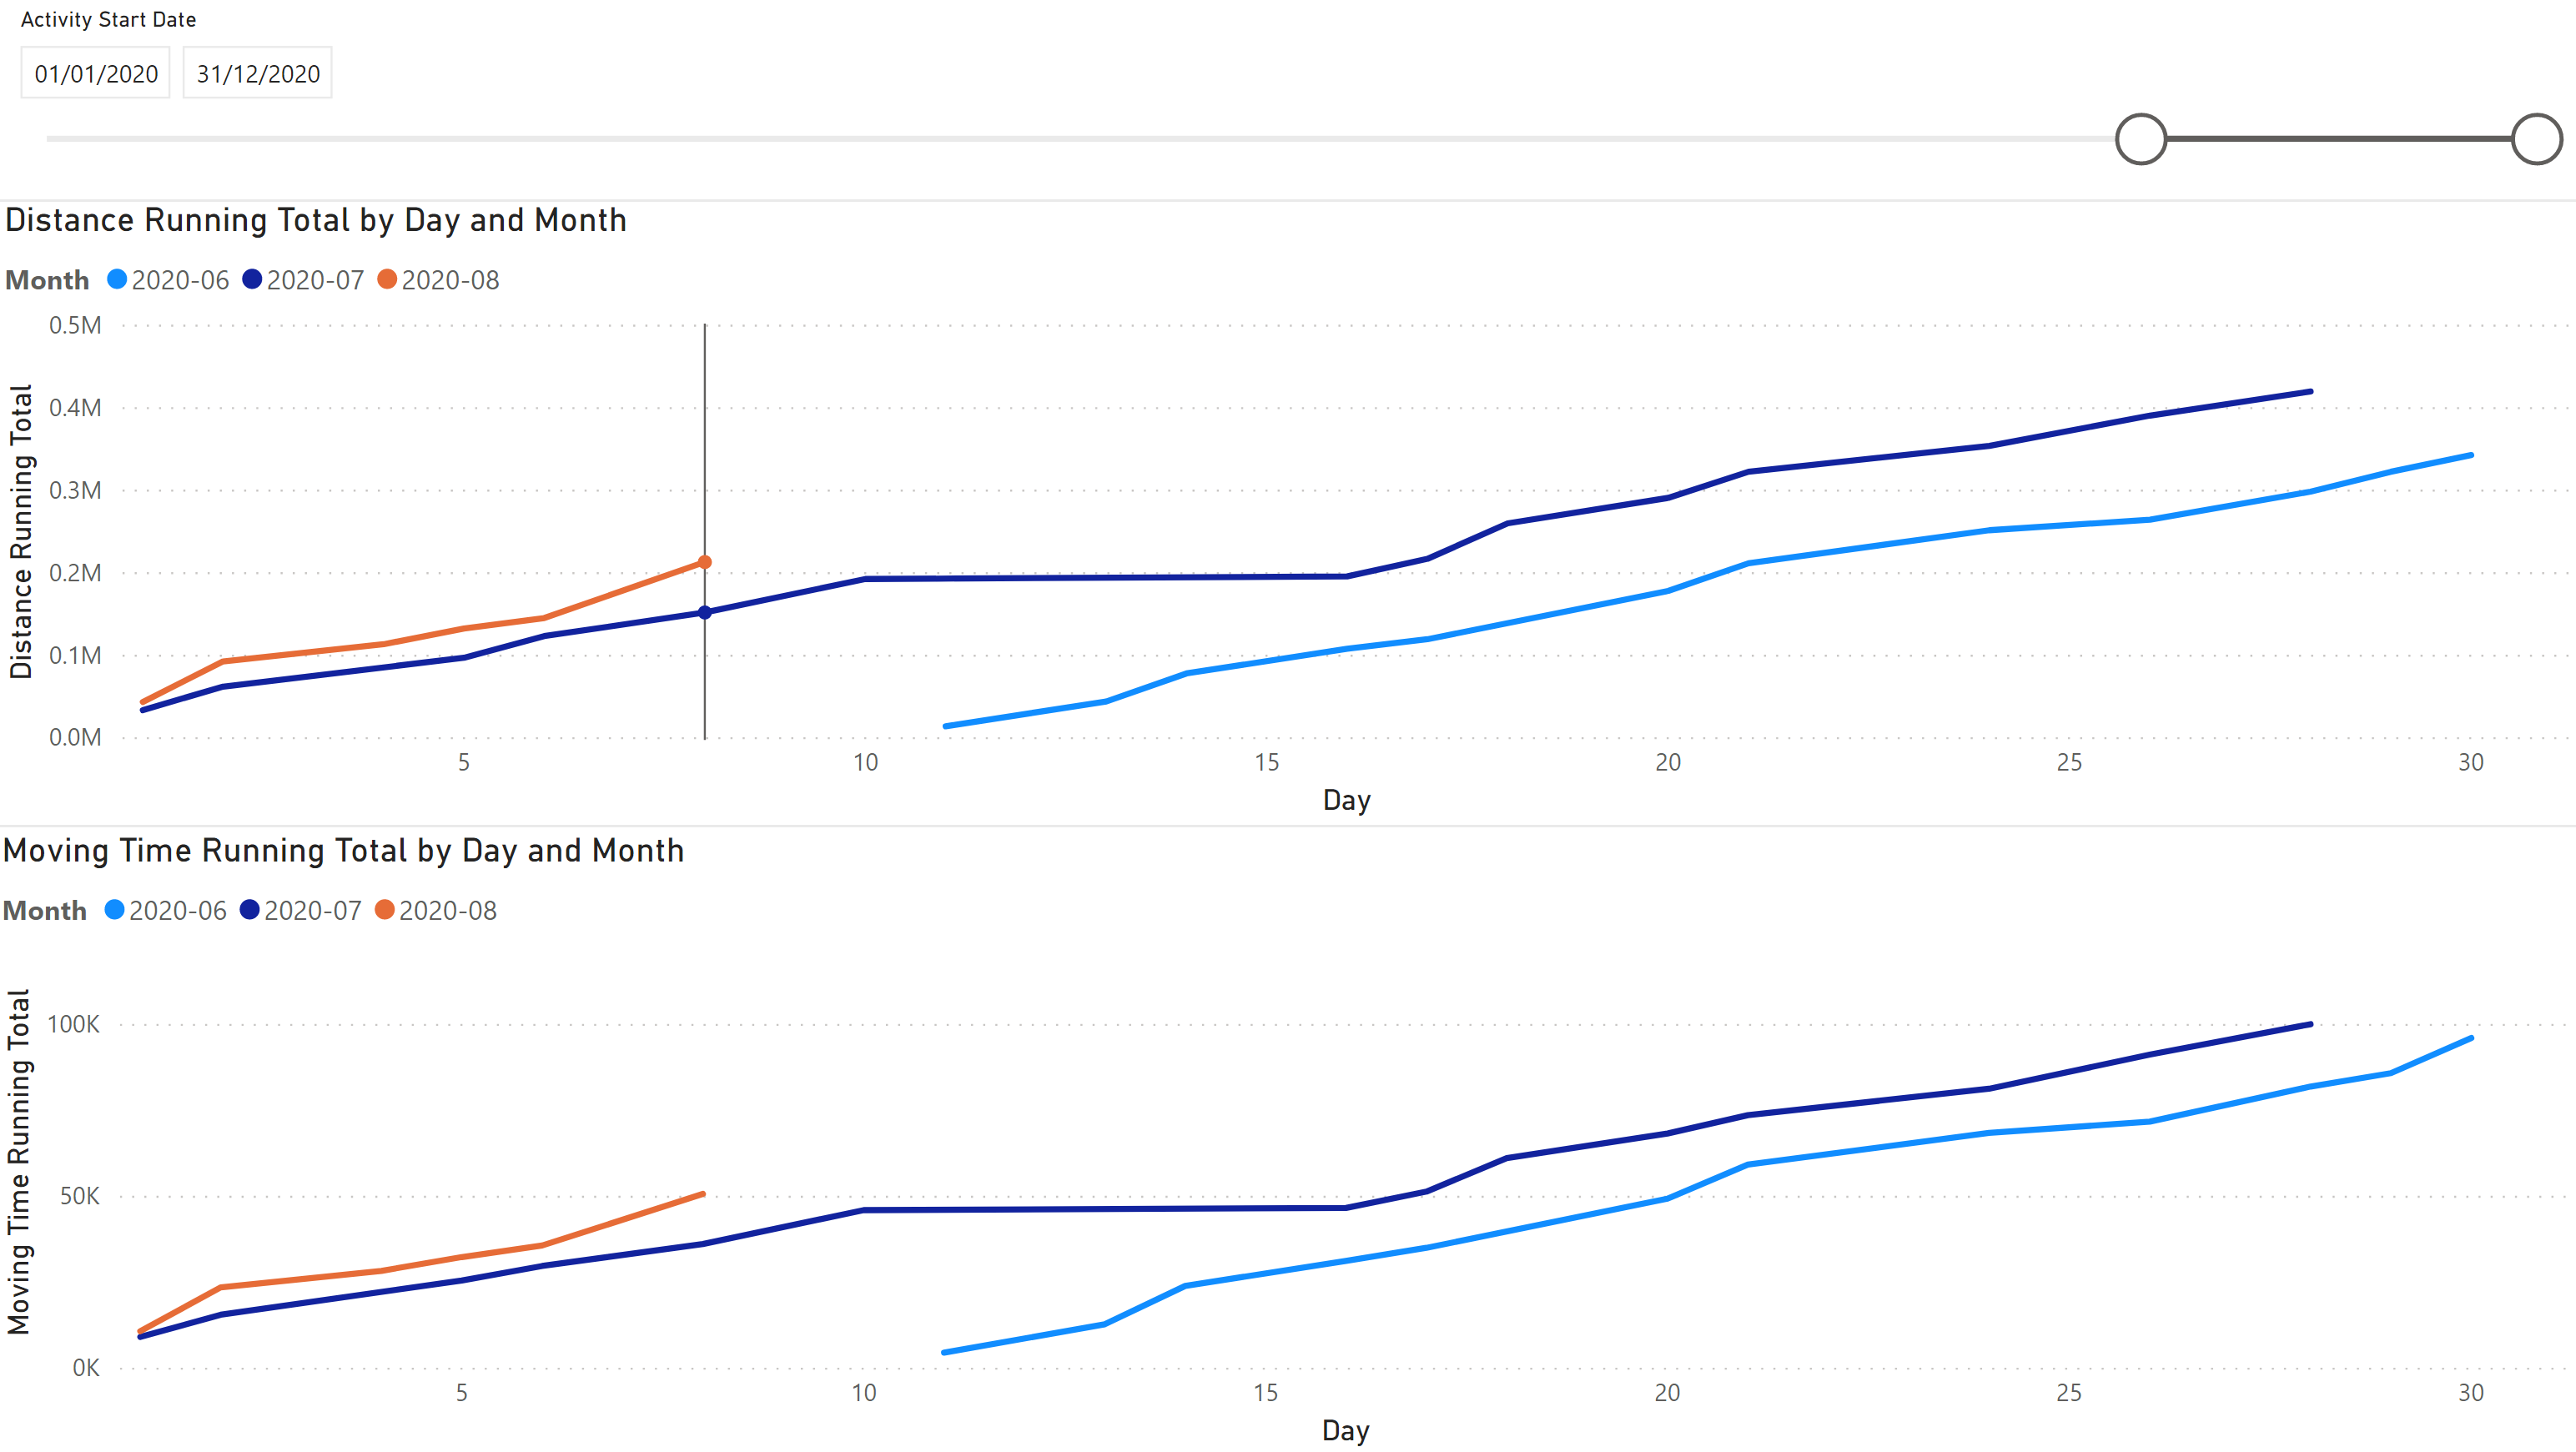 Activity Start Date
01/01/2020 31/12/2020
Distance Running Total by Day and Month
Month 2020-06 2020-07 2020-08
Distance Running Total
0.5M
0.4M
0.3M
0.2M
0.1M
0.0M
5 10 15 20 25 30
Day
Moving Time Running Total by Day and Month
Month 2020-06 2020-07 2020-08
Moving Time Running Total
100K
50K
0K
5 10 15 20 25 30
Day